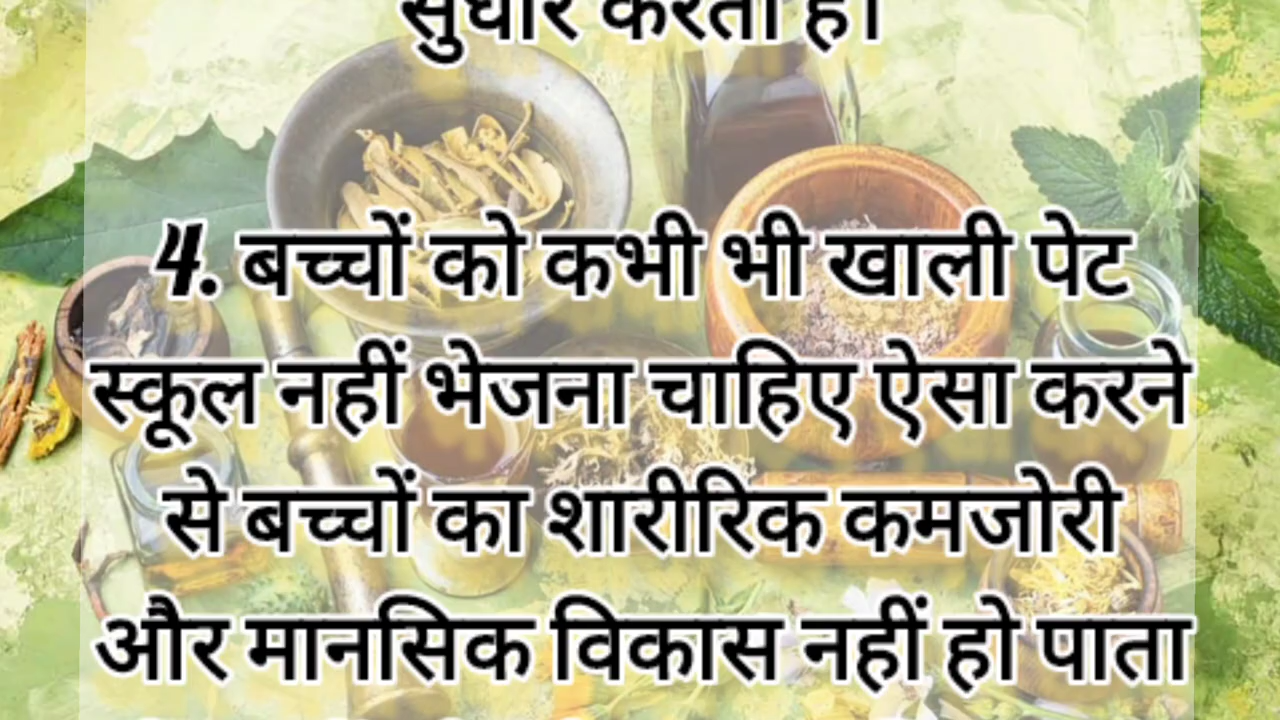 सुधार करता है।
4. बच्चों को कभी भी खाली पेट
स्कूल नहीं भेजना चाहिए ऐसा करने
से बच्चों का शारीरिक कमजोरी
और मानसिक विकास नहीं हो पाता